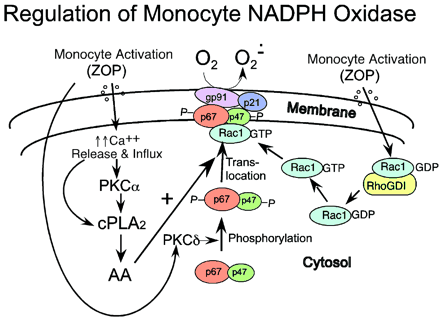 Regulation of Monocyte NADPH Oxidase
Monocyte Activation
(ZOP)
O2
O2·-
Monocyte Activation
(ZOP)
gp91
p21
Membrane
P
p67
p47
P
Rac1
GTP
↑↑Ca++
Release & Influx
PKCα
cPLA2
AA
+
Trans-
location
Rac1
GTP
Rac1
GDP
RhoGDI
Rac1
GDP
P
p67
p47
P
PKCδ
Phosphorylation
p67
p47
Cytosol